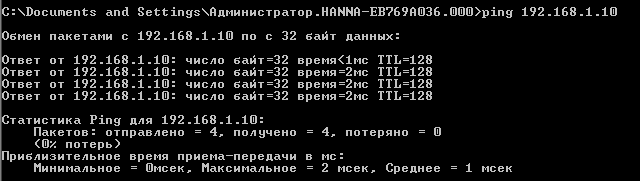 C:\Documents and Settings\Администратор.HANNA-EB769A036.000>ping 192.168.1.10
Обмен пакетами с 192.168.1.10 по с 32 байт данных:
Ответ от 192.168.1.10: число байт=32 время<1мс TTL=128
Ответ от 192.168.1.10: число байт=32 время=2мс TTL=128
Ответ от 192.168.1.10: число байт=32 время=2мс TTL=128
Ответ от 192.168.1.10: число байт=32 время=2мс TTL=128
Статистика Ping для 192.168.1.10:
Пакетов: отправлено = 4, получено = 4, потеряно = 0
(0% потерь)
Приблизительное время приема-передачи в мс:
Минимальное = 0мсек, Максимальное = 2 мсек, Среднее = 1 мсек